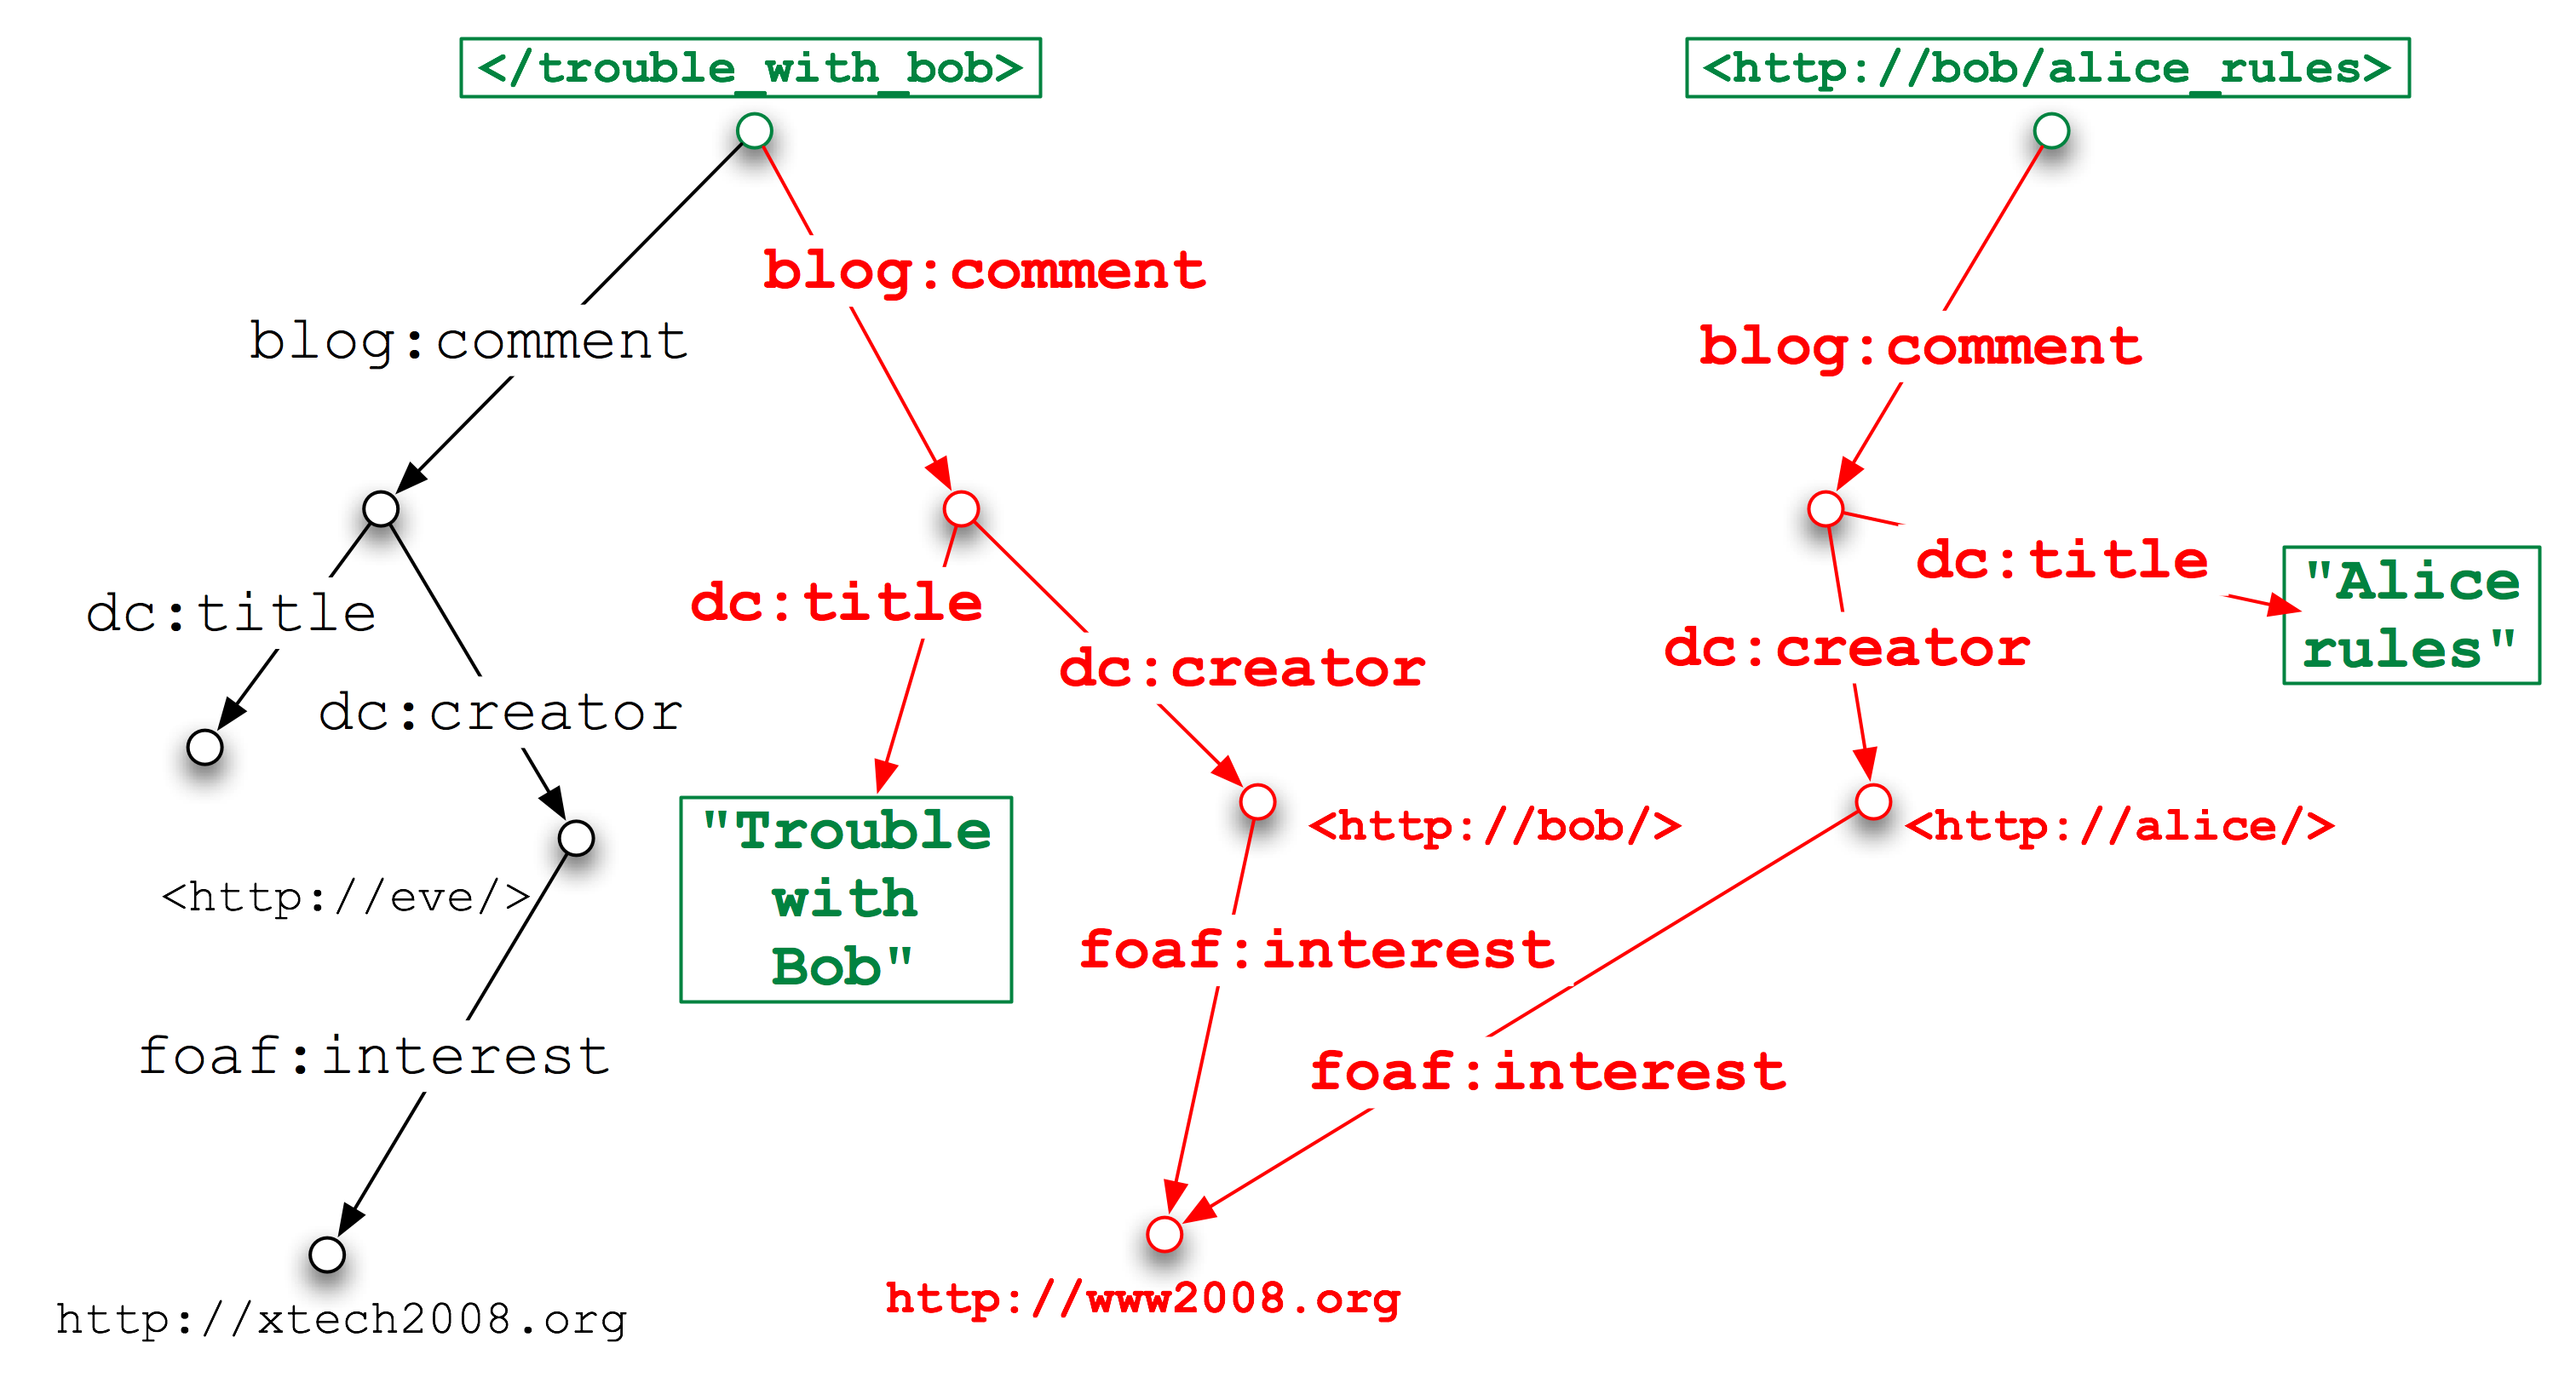 </trouble_with_bob>
<http://bob/alice_rules>
blog:comment
blog:comment
blog:comment
dc:title
dc:title
dc:title
"Alice
rules"
dc:creator
dc:creator
dc:creator
"Trouble
with
Bob"
<http://bob/>
<http://alice/>
<http://eve/>
foaf:interest
foaf:interest
foaf:interest
http://www2008.org
http://xtech2008.org